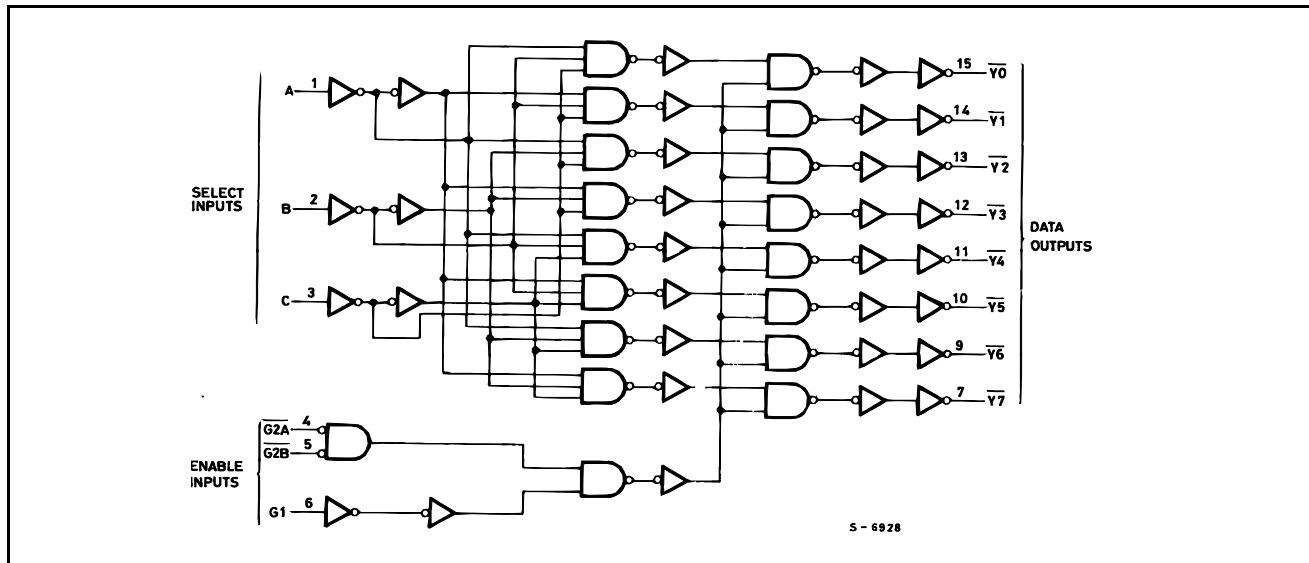 A 1
SELECT
INPUTS
B 2
C 3
G2A 4
G2B 5
ENABLE
INPUTS
G1 6
15 Y0
14 Y1
13 Y2
12 Y3
DATA
OUTPUTS
11 Y4
10 Y5
9 Y6
7 Y7
S-6928